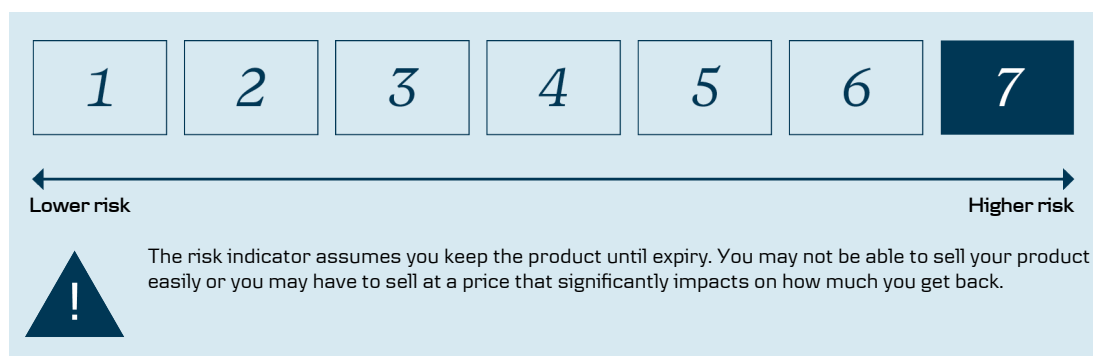 1 2 3 4 5 6 7
Lower risk Higher risk
The risk indicator assumes you keep the product until expiry. You may not be able to sell your product
easily or you may have to sell at a price that significantly impacts on how much you get back.
!